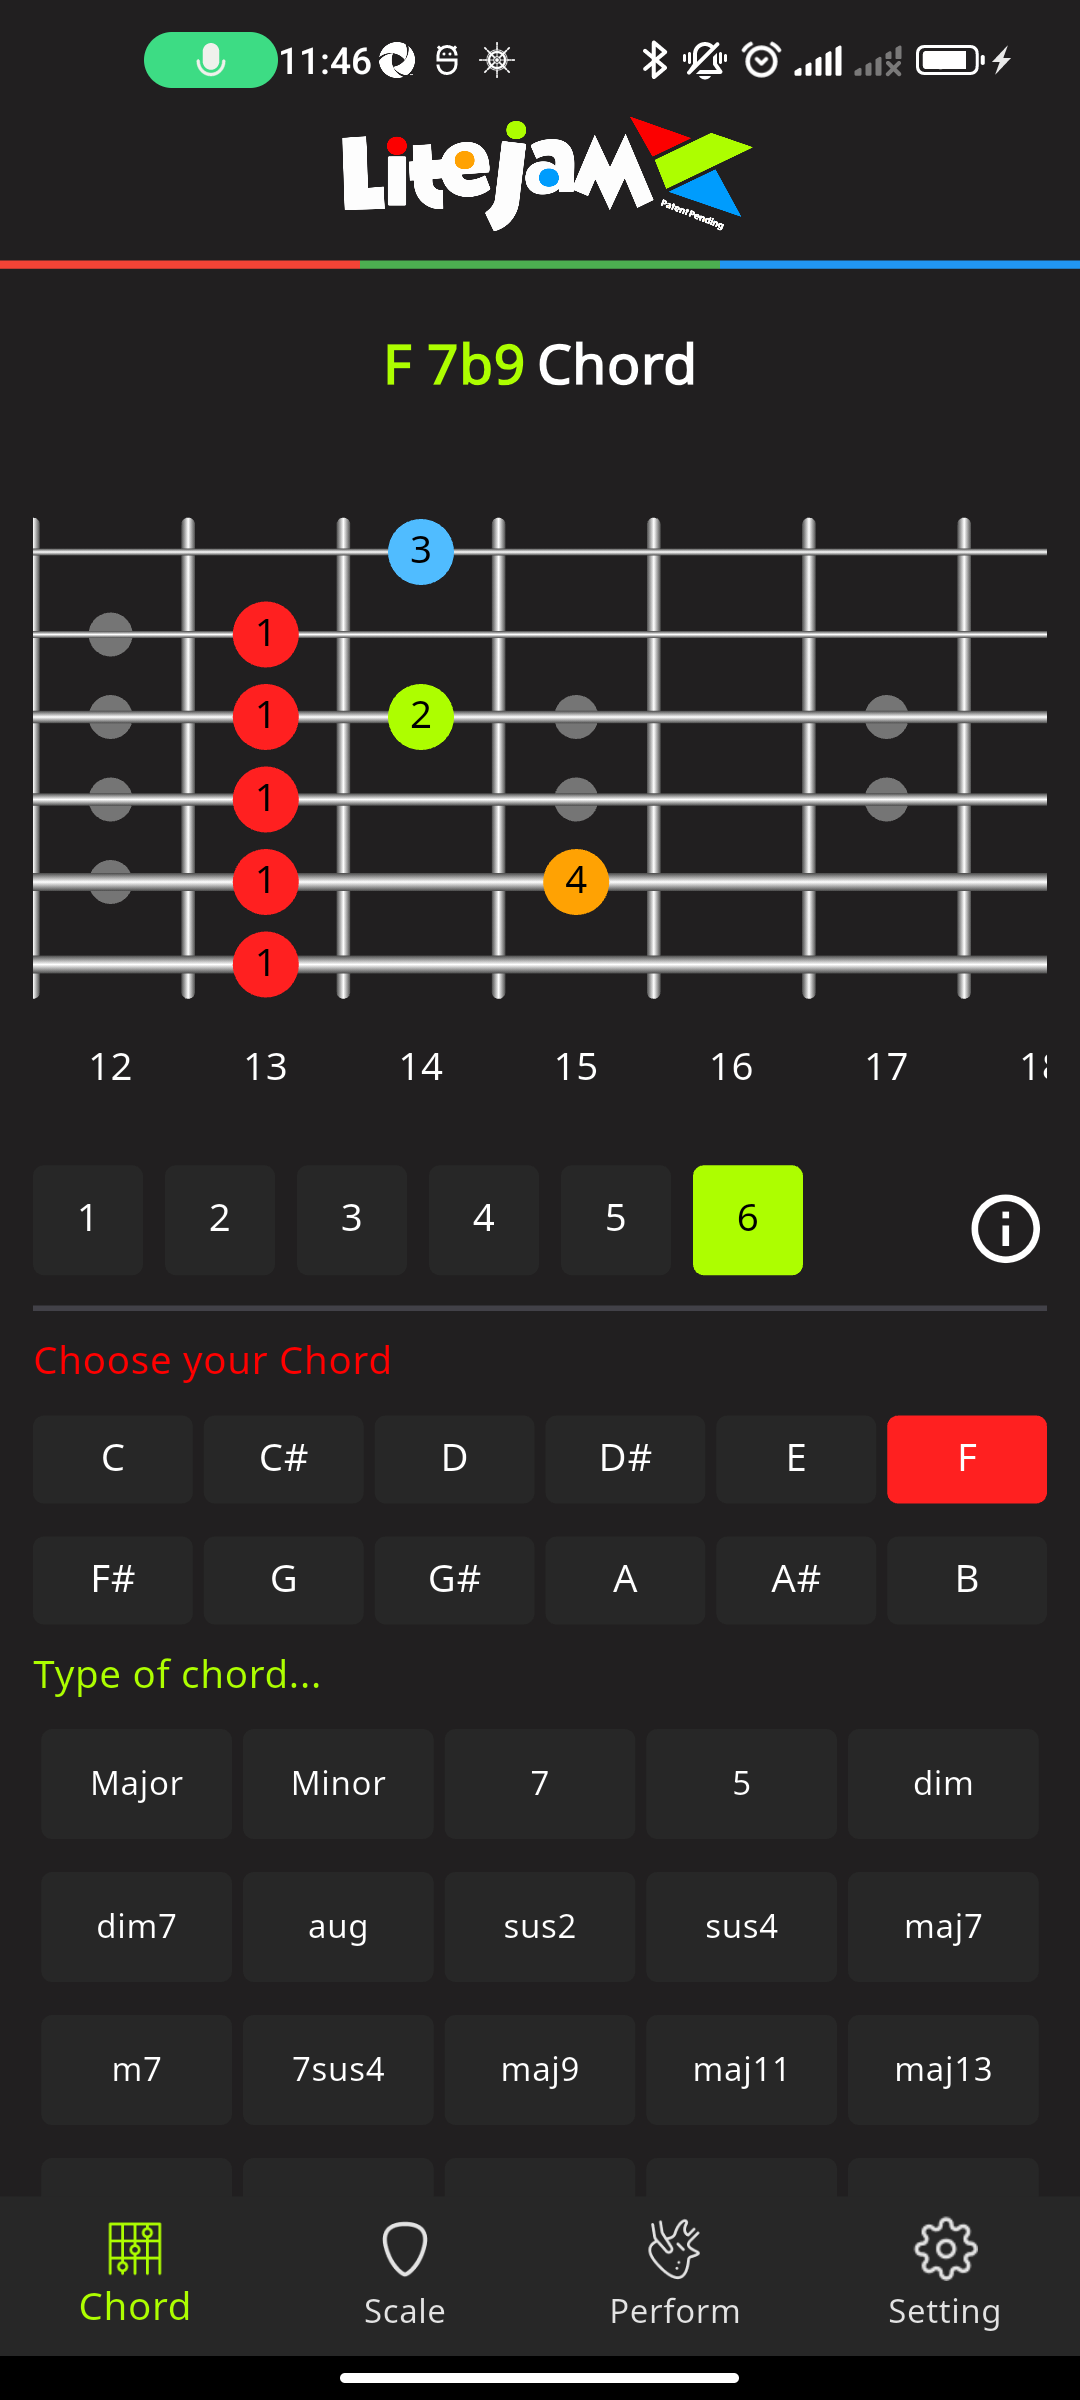 11:46
Litejam
Patent Pending
F 7b9 Chord
3
1
1 2
1
1 4
1
12 13 14 15 16 17
1 2 3 4 5 6
Choose your Chord
C C# D D# E F
F# G G# A A# B
Type of chord...
Major Minor 7 5 dim
dim7 aug sus2 sus4 maj7
m7 7sus4 maj9 maj11 maj13
Chord Scale Perform Setting